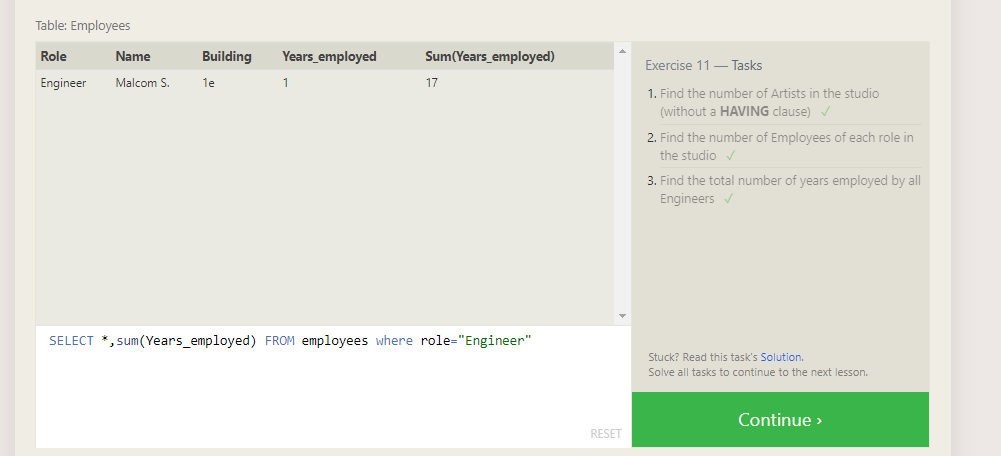 Table: Employees
Role Name Building Years_employed Sum(Years_employed)
Engineer Malcom S. 1e 1 17
SELECT *,sum(Years_employed) FROM employees where role="Engineer"
RESET
Exercise 11 — Tasks
1. Find the number of Artists in the studio
(without a HAVING clause) ✓
2. Find the number of Employees of each role in
the studio ✓
3. Find the total number of years employed by all
Engineers ✓
Stuck? Read this task's Solution.
Solve all tasks to continue to the next lesson.
Continue ›